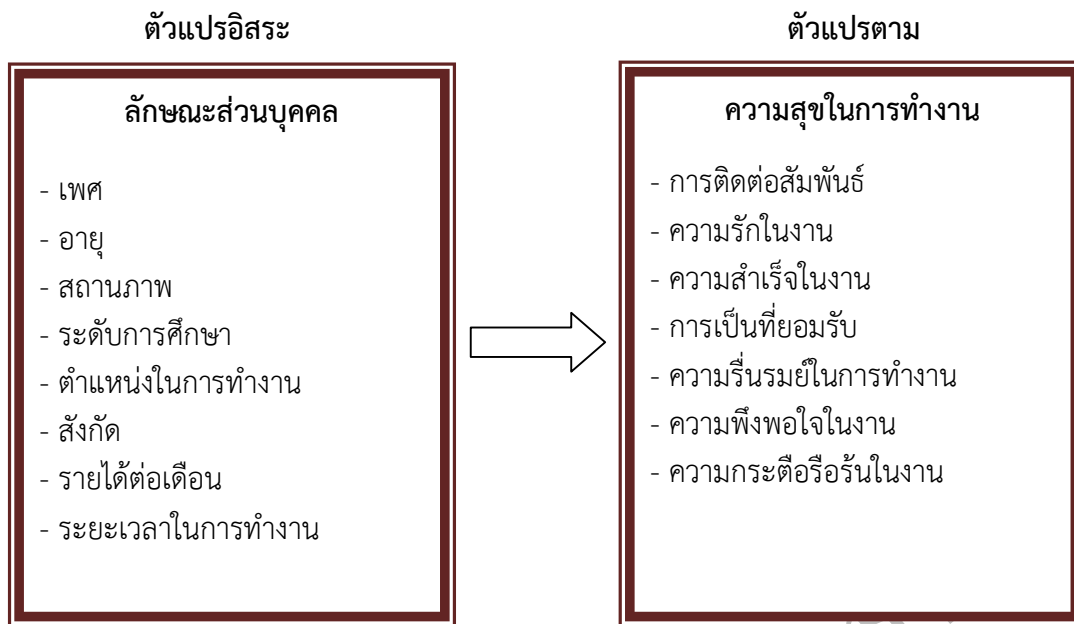 ตัวแปรอิสระ
ลักษณะส่วนบุคคล
- เพศ
- อายุ
- สถานภาพ
- ระดับการศึกษา
- ตำแหน่งในการทำงาน
- สังกัด
- รายได้ต่อเดือน
- ระยะเวลาในการทำงาน
ตัวแปรตาม
ความสุขในการทำงาน
- การติดต่อสัมพันธ์
- ความรักในงาน
- ความสำเร็จในงาน
- การเป็นที่ยอมรับ
- ความรื่นรมย์ในการทำงาน
- ความพึงพอใจในงาน
- ความกระตือรือร้นในงาน